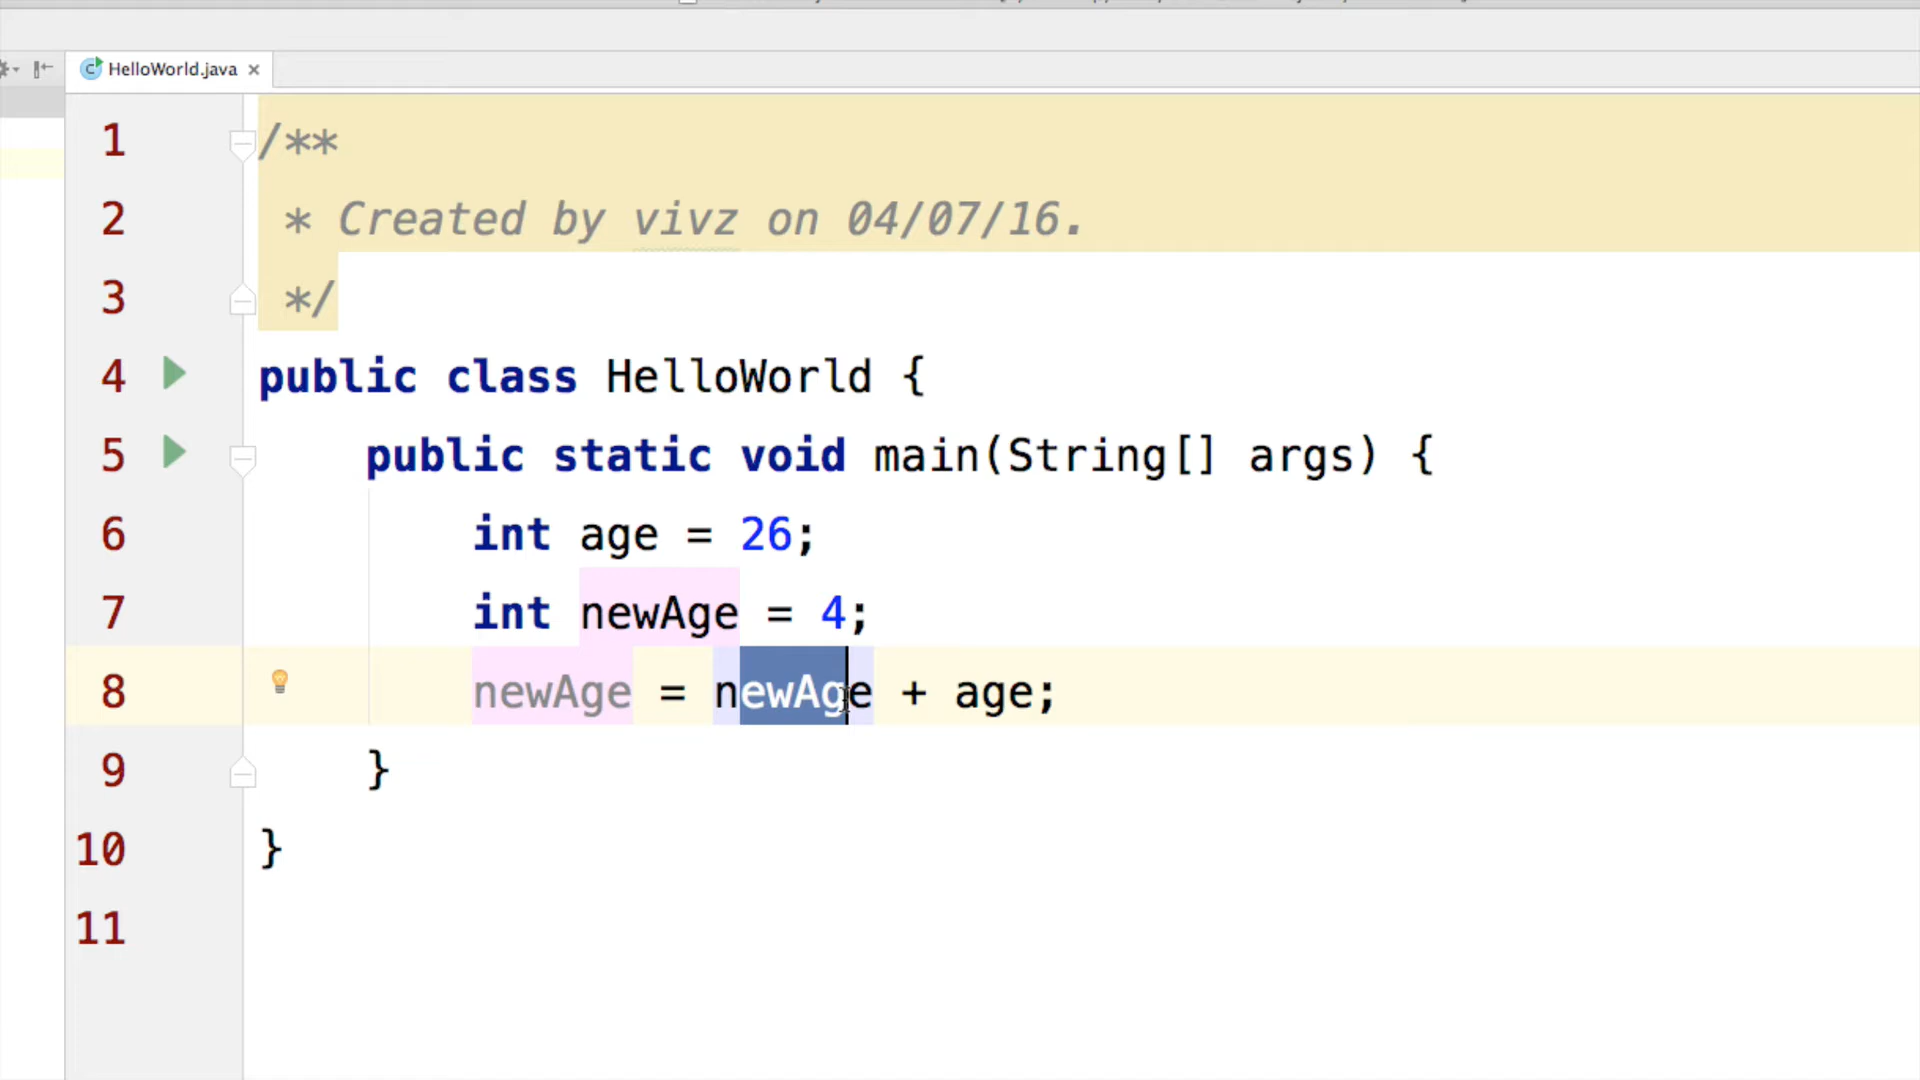 HelloWorld.java
1 /**
2 * Created by vivz on 04/07/16.
3 */
4 public class HelloWorld {
5 public static void main(String[] args) {
6 int age = 26;
7 int newAge = 4;
8 newAge = newAge + age;
9 }
10 }
11